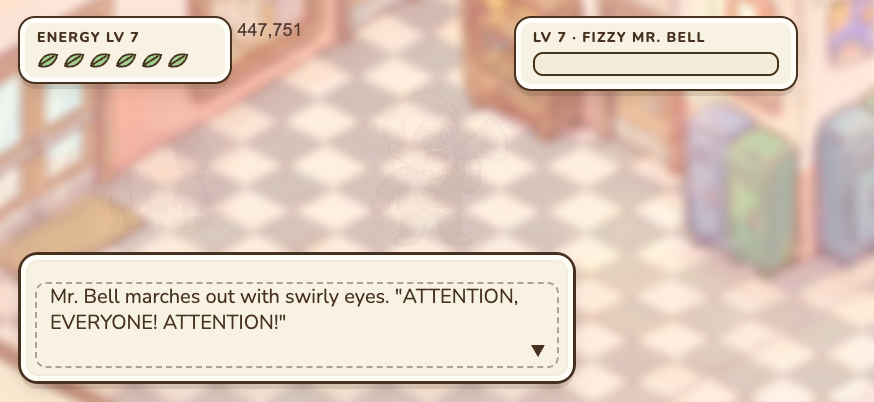 ENERGY LV 7
447,751
LV 7 · FIZZY MR. BELL
Mr. Bell marches out with swirly eyes. "ATTENTION,
EVERYONE! ATTENTION!"